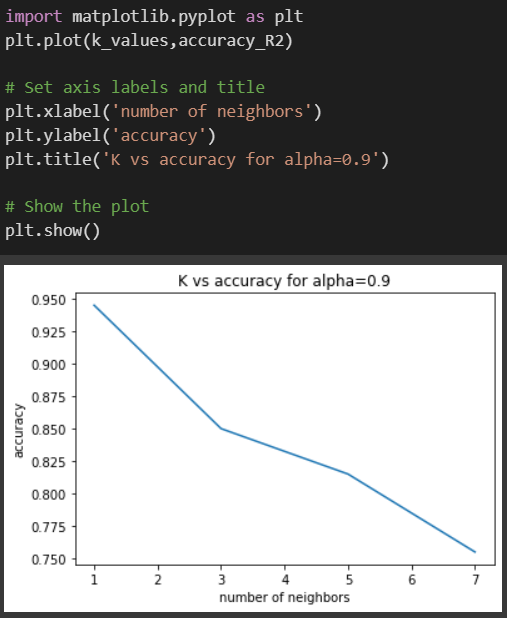 import matplotlib.pyplot as plt
plt.plot(k_values,accuracy_R2)
# Set axis labels and title
plt.xlabel('number of neighbors')
plt.ylabel('accuracy')
plt.title('K vs accuracy for alpha=0.9')
# Show the plot
plt.show()
K vs accuracy for alpha=0.9
0.950
0.925
0.900
0.875
0.850
0.825
0.800
0.775
0.750
accuracy
1 2 3 4 5 6 7
number of neighbors